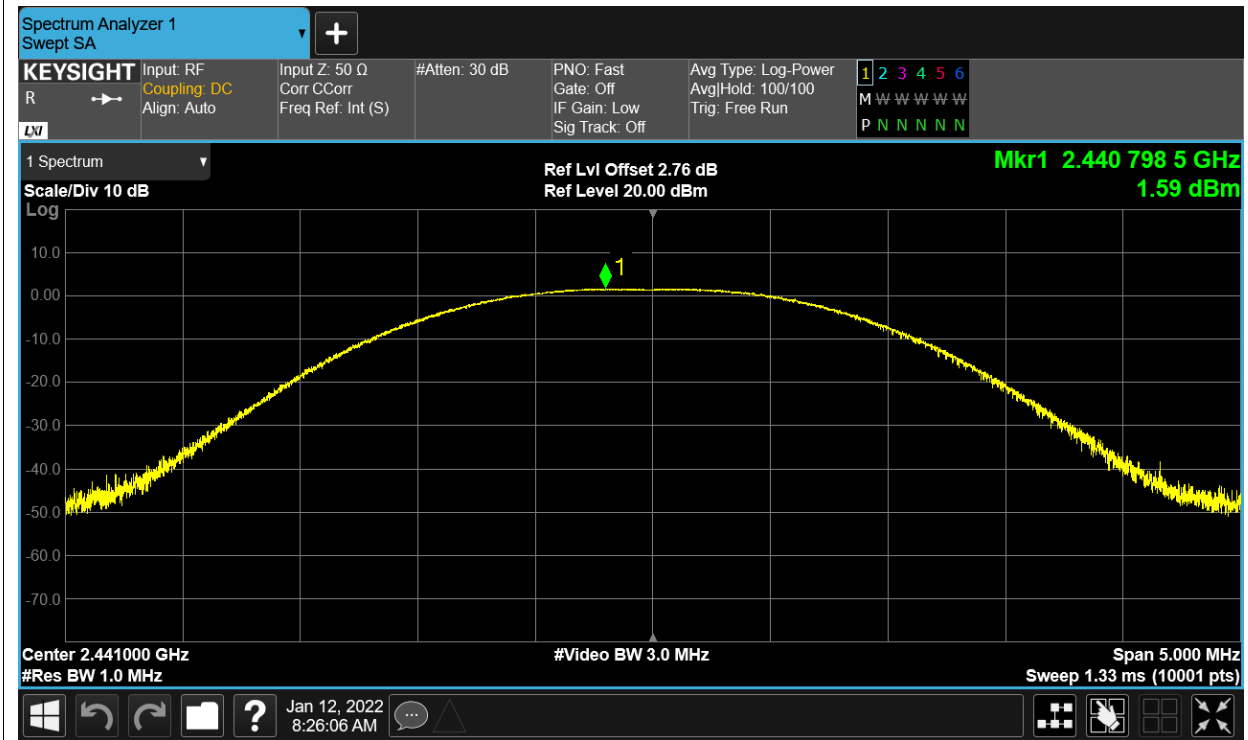 Spectrum Analyzer 1
Swept SA
KEYSIGHT
R
LXI
Input: RF
Coupling: DC
Align: Auto
Input Z: 50 Ω
Corr CCorr
Freq Ref: Int (S)
#Atten: 30 dB
PNO: Fast
Gate: Off
IF Gain: Low
Sig Track: Off
Avg Type: Log-Power
Avg|Hold: 100/100
Trig: Free Run
1 2 3 4 5 6
M W W W W W
P N N N N N
1 Spectrum
Scale/Div 10 dB
Ref Lvl Offset 2.76 dB
Ref Level 20.00 dBm
Mkr1 2.440 798 5 GHz
1.59 dBm
Log
10.0
0.00
-10.0
-20.0
-30.0
-40.0
-50.0
-60.0
-70.0
1
Center 2.441000 GHz
#Res BW 1.0 MHz
#Video BW 3.0 MHz
Span 5.000 MHz
Sweep 1.33 ms (10001 pts)
?
Jan 12, 2022
8:26:06 AM